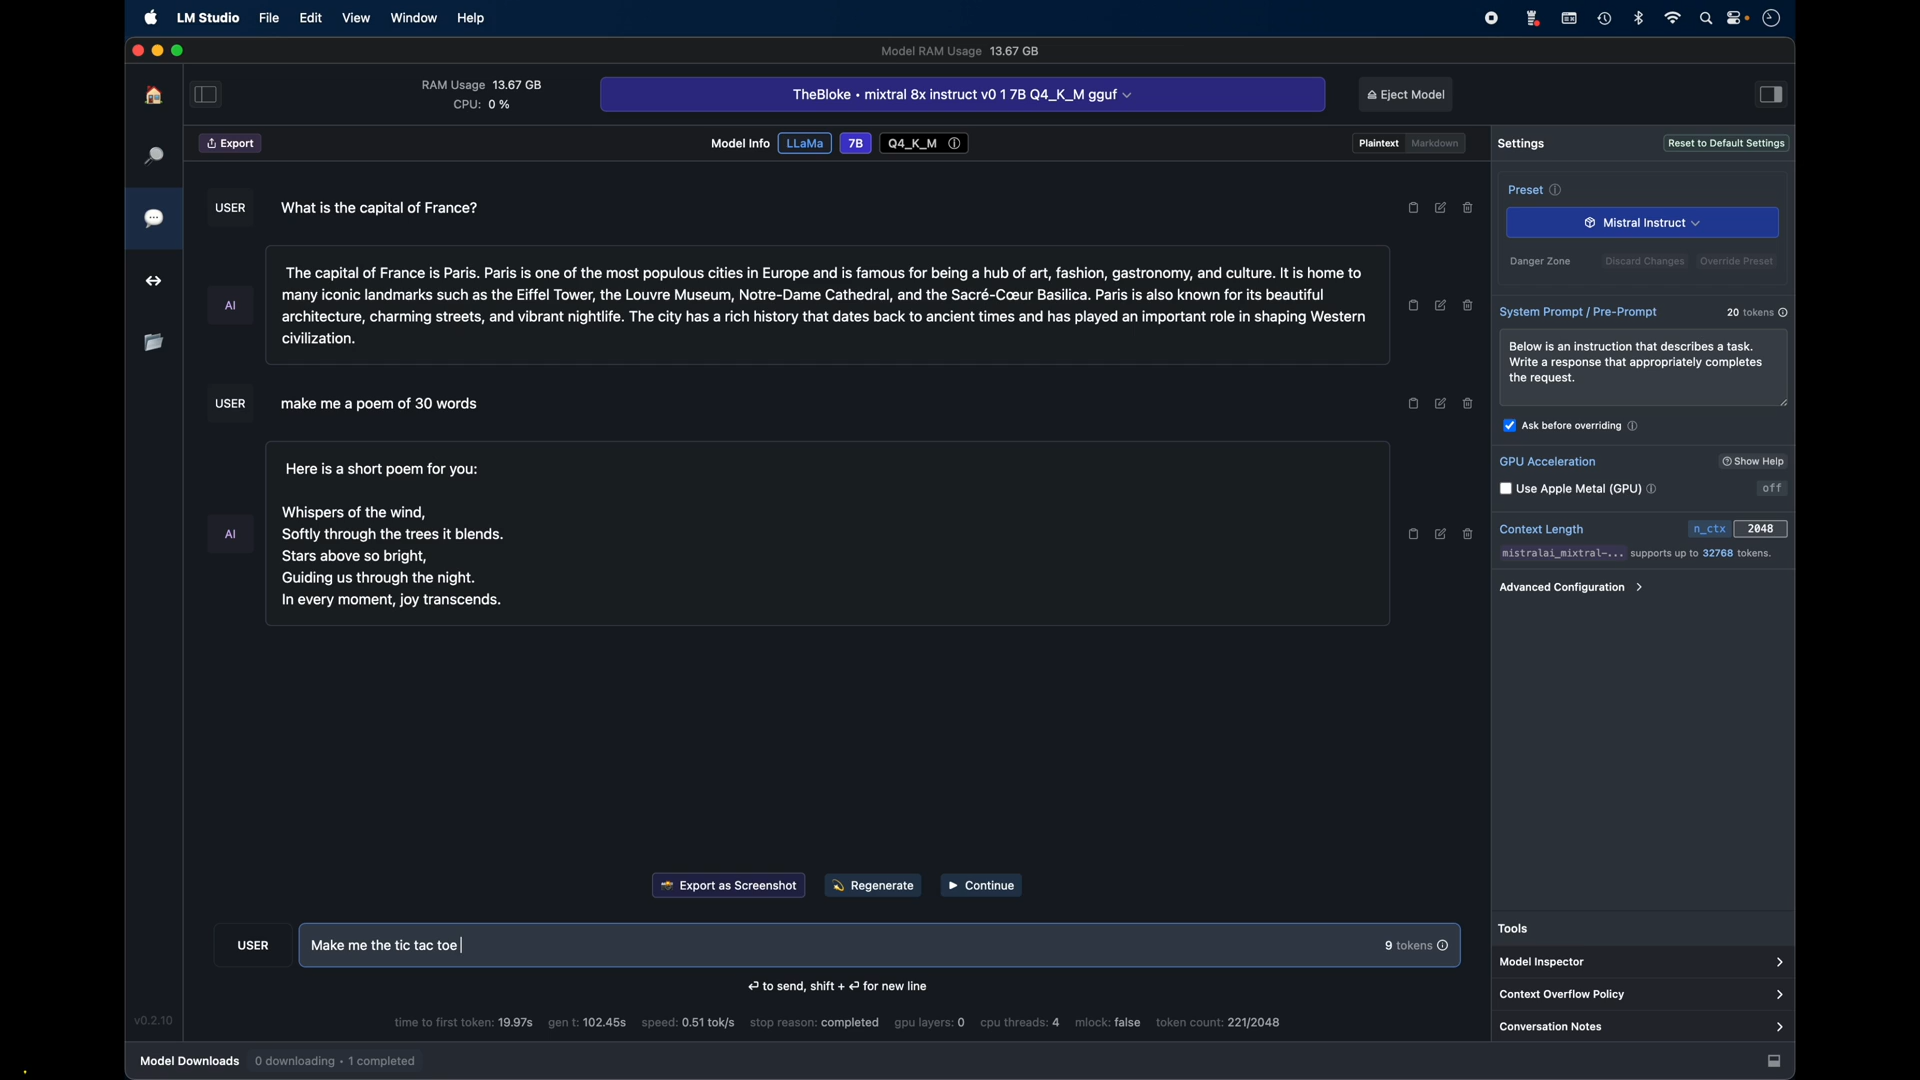 LM Studio File Edit View Window Help
Model RAM Usage 13.67 GB
RAM Usage 13.67 GB
CPU: 0 %
TheBloke • mixtral 8x instruct v0 1 7B Q4_K_M gguf
Eject Model
Export
Model Info LLaMa 7B Q4_K_M
Plaintext Markdown
USER
What is the capital of France?
AI
The capital of France is Paris. Paris is one of the most populous cities in Europe and is famous for being a hub of art, fashion, gastronomy, and culture. It is home to
many iconic landmarks such as the Eiffel Tower, the Louvre Museum, Notre-Dame Cathedral, and the Sacré-Cœur Basilica. Paris is also known for its beautiful
architecture, charming streets, and vibrant nightlife. The city has a rich history that dates back to ancient times and has played an important role in shaping Western
civilization.
USER
make me a poem of 30 words
AI
Here is a short poem for you:
Whispers of the wind,
Softly through the trees it blends.
Stars above so bright,
Guiding us through the night.
In every moment, joy transcends.
Export as Screenshot
Regenerate
Continue
USER
Make me the tic tac toe
9 tokens
⏎ to send, shift + ⏎ for new line
time to first token: 19.97s gen t: 102.45s speed: 0.51 tok/s stop reason: completed gpu layers: 0 cpu threads: 4 mlock: false token count: 221/2048
v0.2.10
Model Downloads 0 downloading • 1 completed
Settings
Reset to Default Settings
Preset
Mistral Instruct
Danger Zone Discard Changes Override Preset
System Prompt / Pre-Prompt 20 tokens
Below is an instruction that describes a task.
Write a response that appropriately completes
the request.
Ask before overriding
GPU Acceleration Show Help
Use Apple Metal (GPU) off
Context Length n_ctx 2048
mistralai_mixtral-... supports up to 32768 tokens.
Advanced Configuration
Tools
Model Inspector
Context Overflow Policy
Conversation Notes